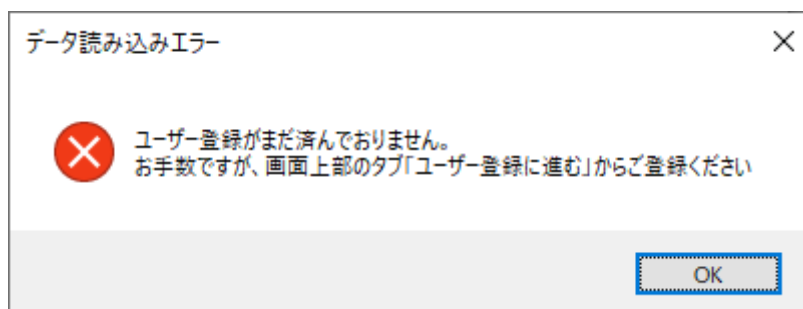 データ読み込みエラー
ユーザー登録がまだ済んでおりません。
お手数ですが、画面上部のタブ「ユーザー登録に進む」からご登録ください
OK